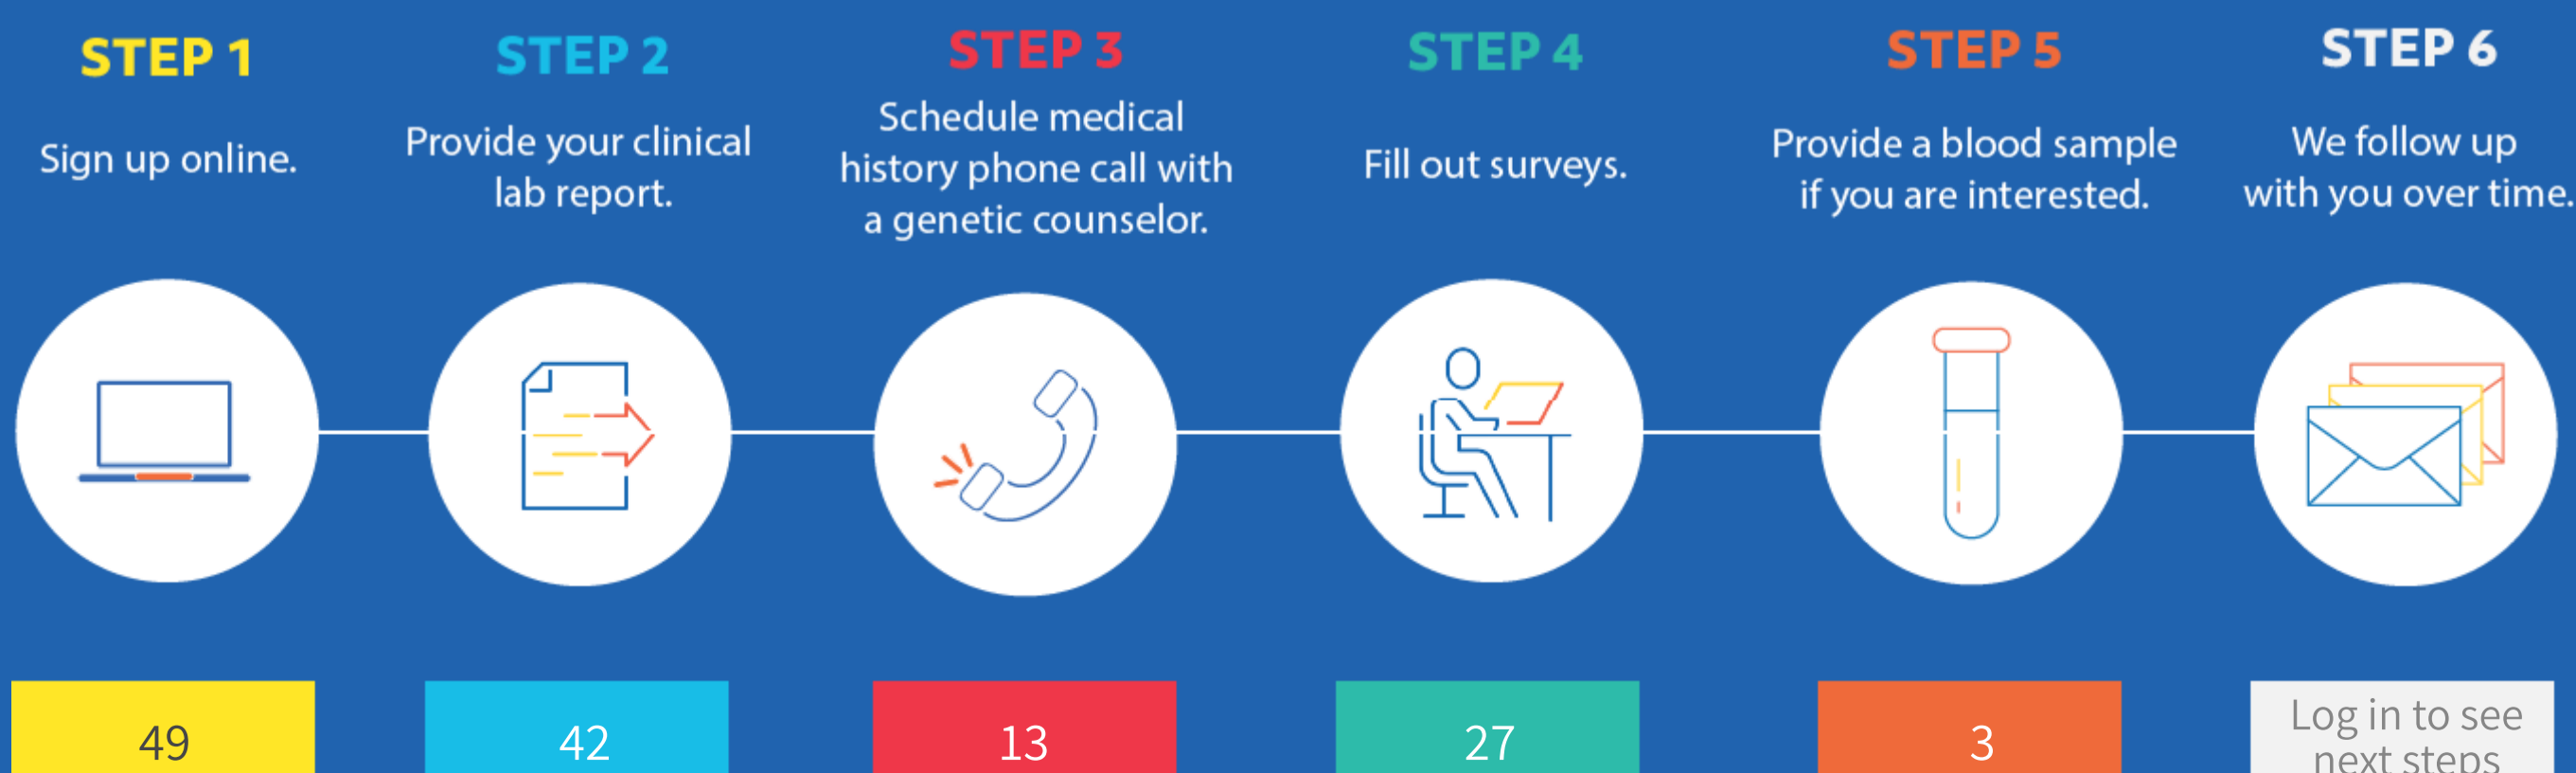 STEP 1
Sign up online.
49
STEP 2
Provide your clinical
lab report.
42
STEP 3
Schedule medical
history phone call with
a genetic counselor.
13
STEP 4
Fill out surveys.
27
STEP 5
Provide a blood sample
if you are interested.
3
STEP 6
We follow up
with you over time.
Log in to see
next steps